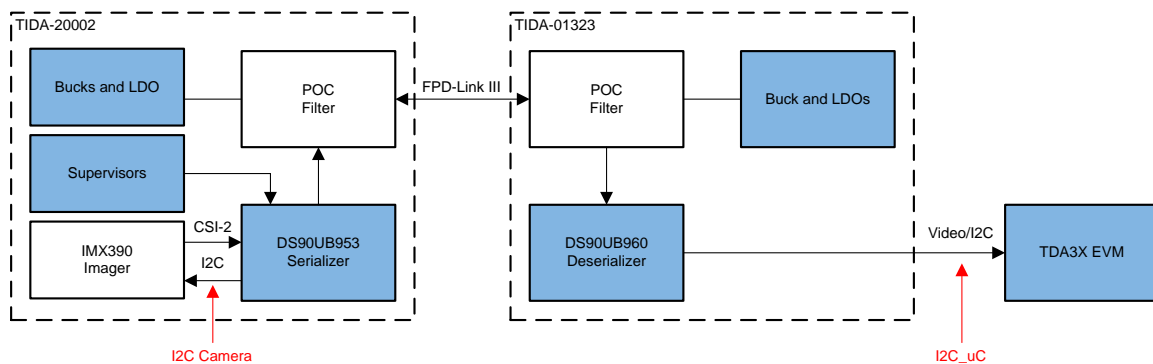 TIDA-20002
TIDA-01323
Bucks and LDO
POC
Filter
FPD-Link III
POC
Filter
Buck and LDOs
Supervisors
IMX390
Imager
CSI-2
I2C
DS90UB953
Serializer
DS90UB960
Deserializer
Video/I2C
TDA3X EVM
I2C Camera
I2C_uC